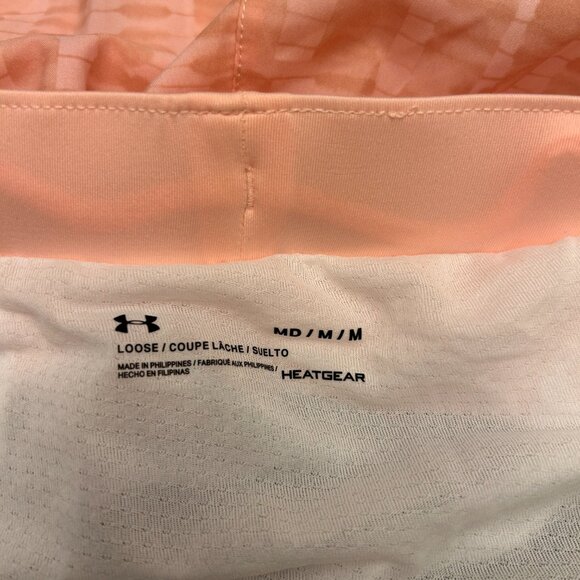 MD / M / M
LOOSE / COUPE LÂCHE / SUELTO
MADE IN PHILIPPINES / FABRIQUÉ AUX PHILIPPINES /
HECHO EN FILIPINAS
HEATGEAR